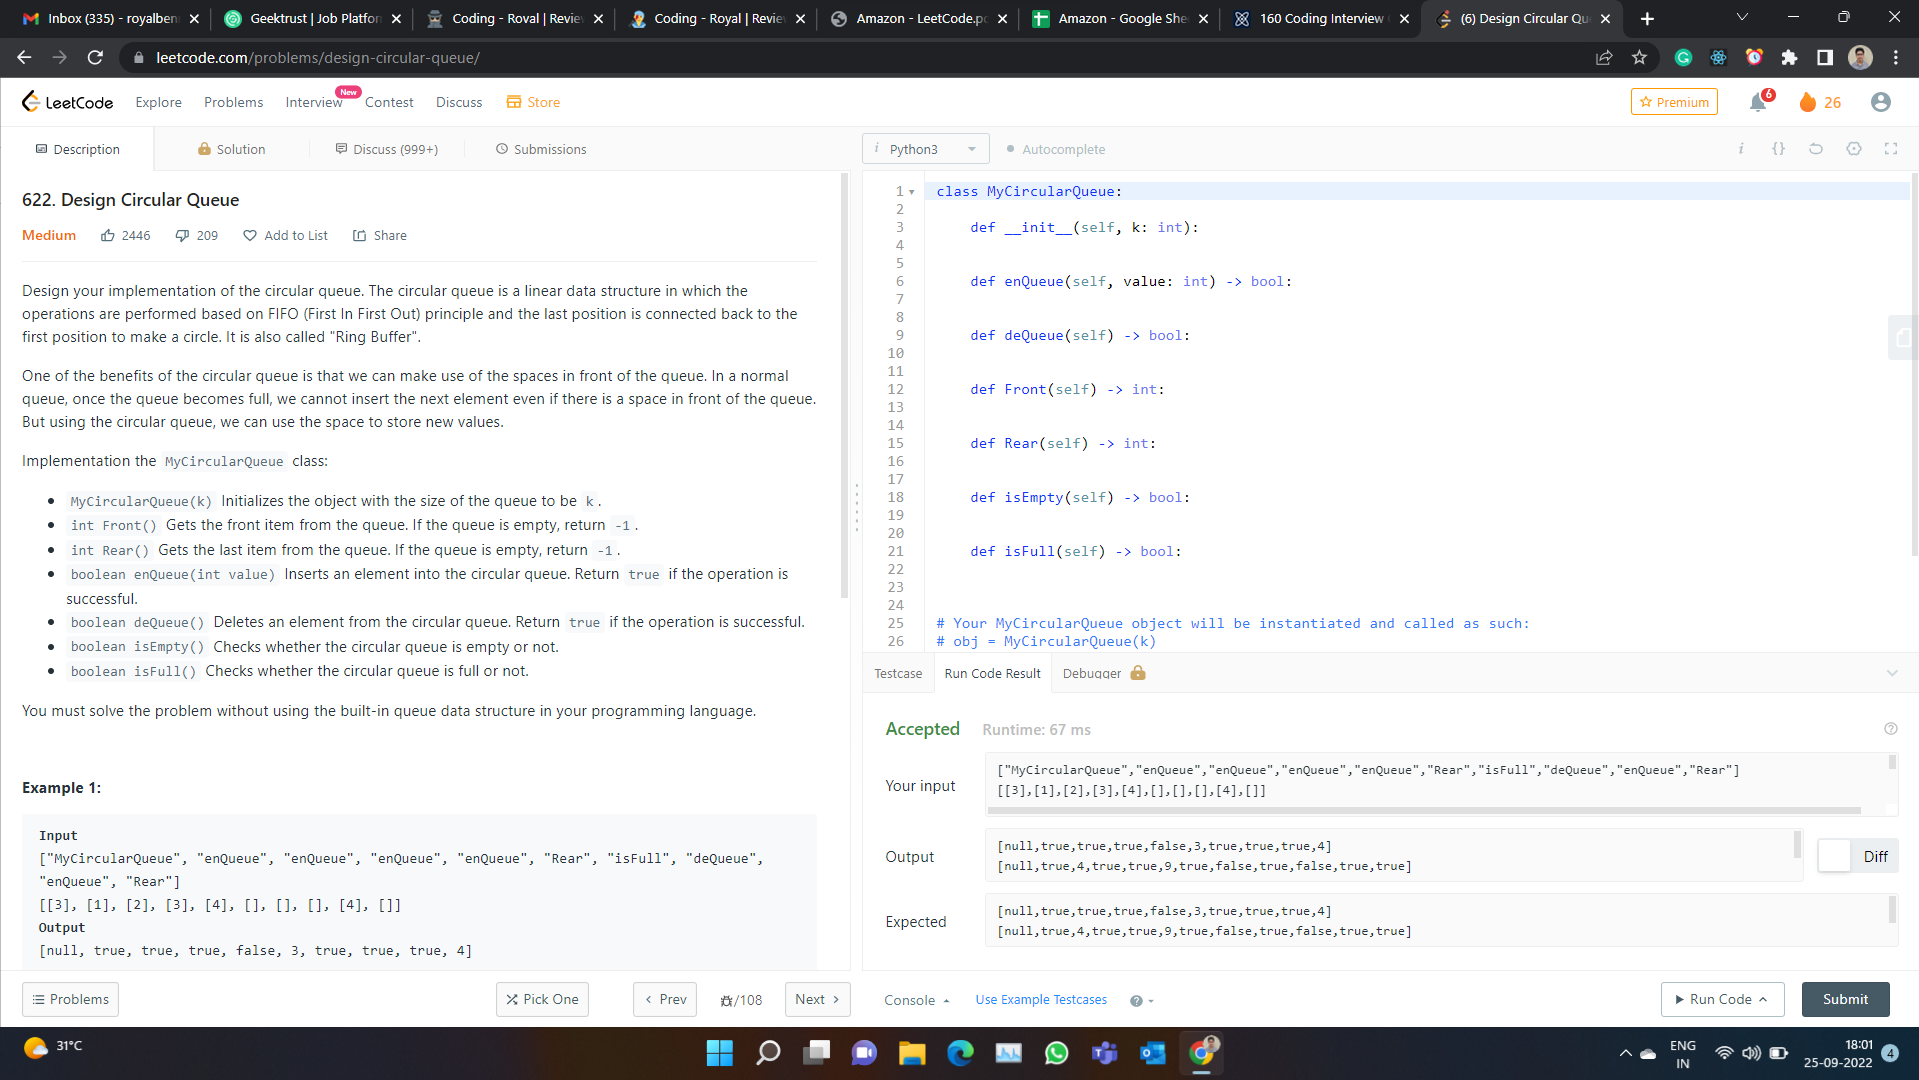 Inbox (335) - royalben
Geektrust | Job Platfor
Coding - Royal | Review
Coding - Royal | Review
Amazon - LeetCode.pd
Amazon - Google She
160 Coding Interview
(6) Design Circular Qu
leetcode.com/problems/design-circular-queue/
LeetCode
Explore
Problems
Interview
New
Contest
Discuss
Store
Premium
6
26
Description
Solution
Discuss (999+)
Submissions
i Python3
Autocomplete
622. Design Circular Queue
Medium
2446
209
Add to List
Share
Design your implementation of the circular queue. The circular queue is a linear data structure in which the
operations are performed based on FIFO (First In First Out) principle and the last position is connected back to the
first position to make a circle. It is also called "Ring Buffer".
One of the benefits of the circular queue is that we can make use of the spaces in front of the queue. In a normal
queue, once the queue becomes full, we cannot insert the next element even if there is a space in front of the queue.
But using the circular queue, we can use the space to store new values.
Implementation the MyCircularQueue class:
MyCircularQueue(k) Initializes the object with the size of the queue to be k.
int Front() Gets the front item from the queue. If the queue is empty, return -1.
int Rear() Gets the last item from the queue. If the queue is empty, return -1.
boolean enQueue(int value) Inserts an element into the circular queue. Return true if the operation is
successful.
boolean deQueue() Deletes an element from the circular queue. Return true if the operation is successful.
boolean isEmpty() Checks whether the circular queue is empty or not.
boolean isFull() Checks whether the circular queue is full or not.
You must solve the problem without using the built-in queue data structure in your programming language.
Example 1:
Input
["MyCircularQueue", "enQueue", "enQueue", "enQueue", "enQueue", "Rear", "isFull", "deQueue",
"enQueue", "Rear"]
[[3], [1], [2], [3], [4], [], [], [], [4], []]
Output
[null, true, true, true, false, 3, true, true, true, 4]
1 class MyCircularQueue:
2
3 def __init__(self, k: int):
4
5
6 def enQueue(self, value: int) -> bool:
7
8
9 def deQueue(self) -> bool:
10
11
12 def Front(self) -> int:
13
14
15 def Rear(self) -> int:
16
17
18 def isEmpty(self) -> bool:
19
20
21 def isFull(self) -> bool:
22
23
24
25 # Your MyCircularQueue object will be instantiated and called as such:
26 # obj = MyCircularQueue(k)
Testcase
Run Code Result
Debugger
Accepted
Runtime: 67 ms
Your input
["MyCircularQueue","enQueue","enQueue","enQueue","enQueue","Rear","isFull","deQueue","enQueue","Rear"]
[[3],[1],[2],[3],[4],[],[],[],[4],[]]
Output
[null,true,true,true,false,3,true,true,true,4]
[null,true,4,true,true,9,true,false,true,false,true,true]
Diff
Expected
[null,true,true,true,false,3,true,true,true,4]
[null,true,4,true,true,9,true,false,true,false,true,true]
Problems
Pick One
Prev
/108
Next
Console
Use Example Testcases
Run Code
Submit
31°C
ENG
IN
18:01
25-09-2022
4